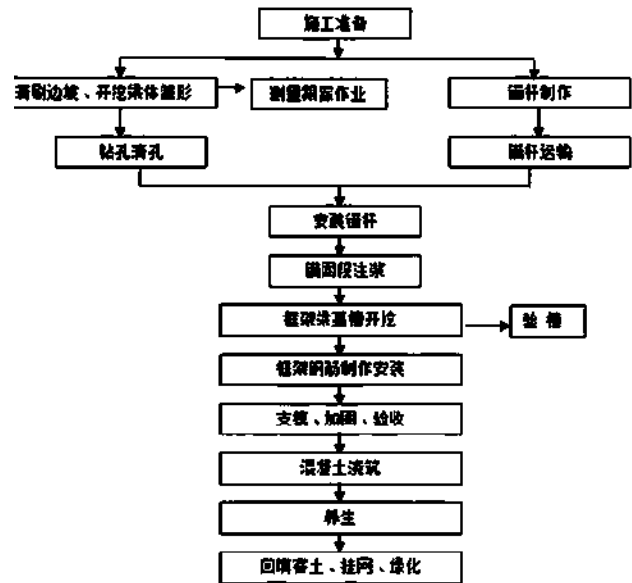 施工准备
清刷边坡、开挖梁体整形
测量跟踪作业
锚杆制作
钻孔清孔
锚杆运输
安装锚杆
锚固段注浆
框架梁基槽开挖
验 槽
框架钢筋制作安装
支模、加固、验收
混凝土浇筑
养生
回填客土、挂网、绿化